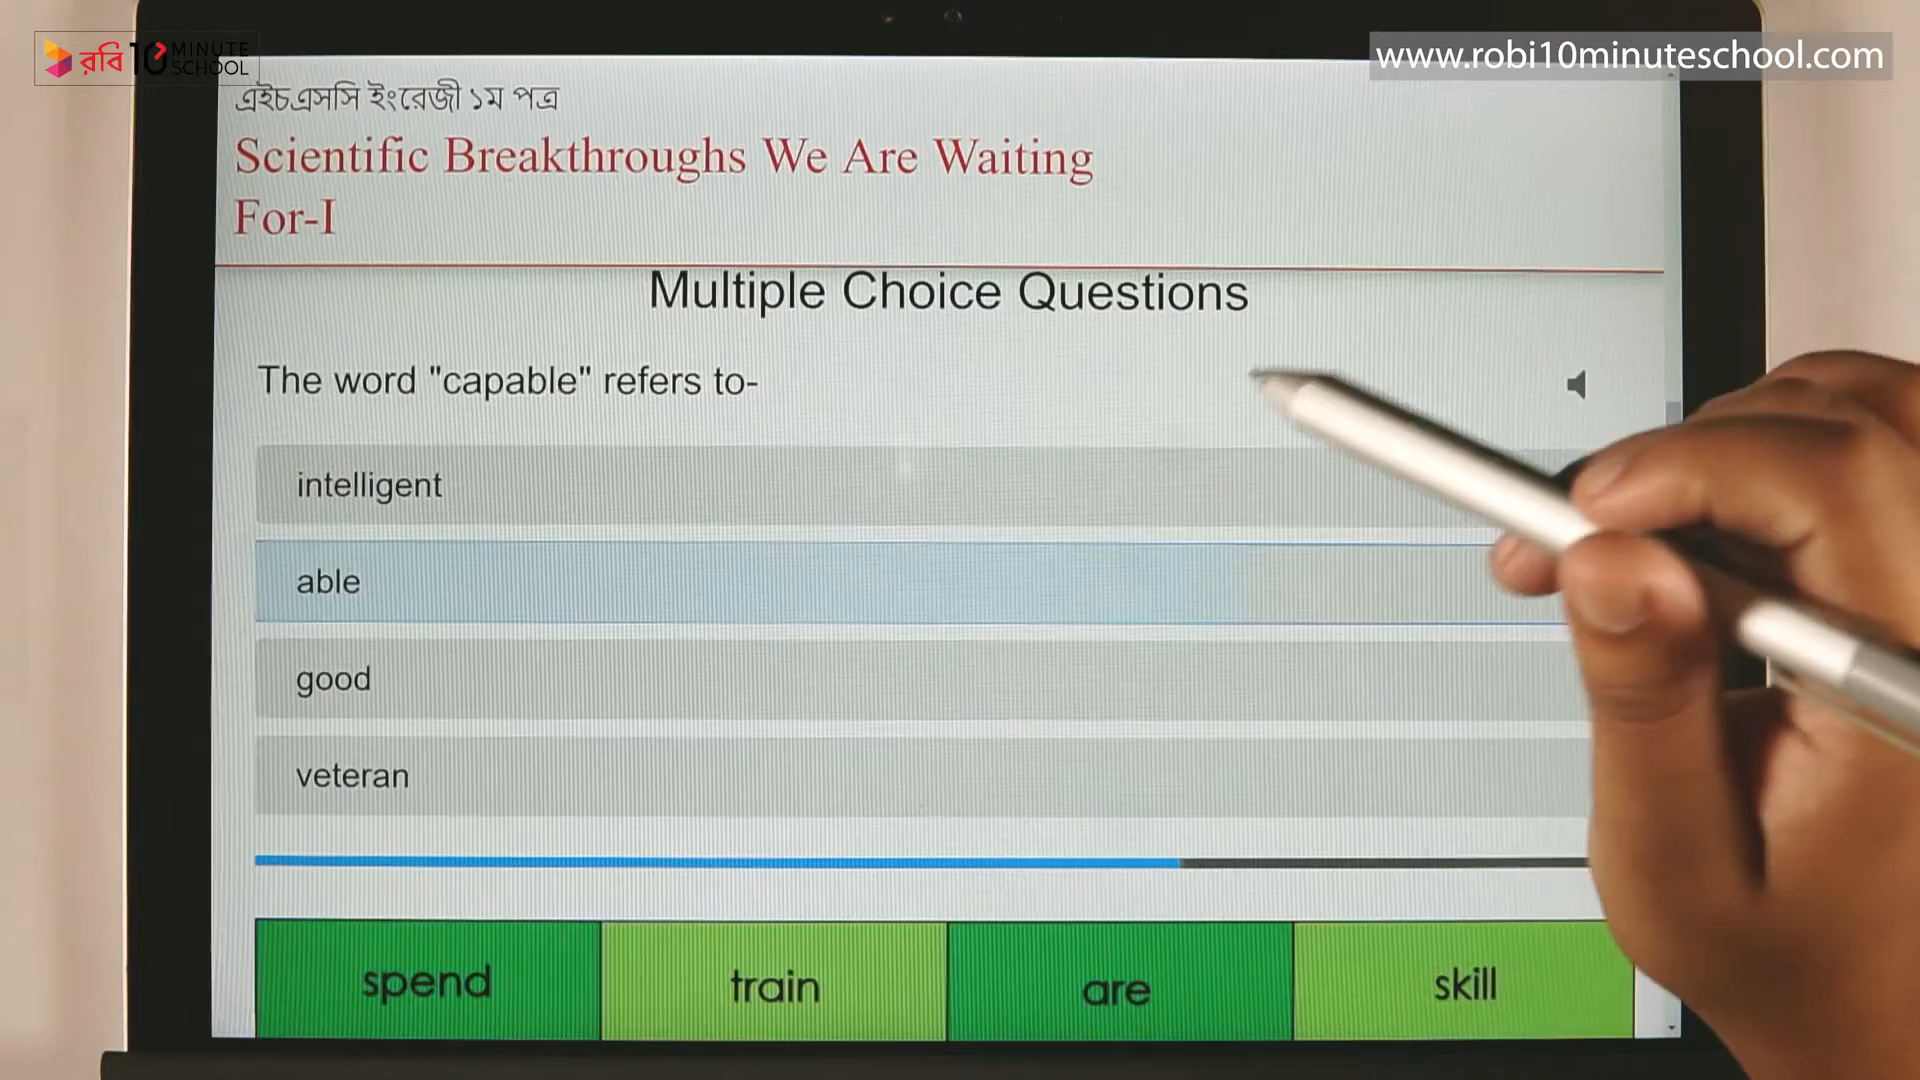 রবি 10 MINUTE SCHOOL
www.robi10minuteschool.com
এইচএসসি ইংরেজী ১ম পত্র
Scientific Breakthroughs We Are Waiting
For-I
Multiple Choice Questions
The word "capable" refers to-
intelligent
able
good
veteran
spend train are skill